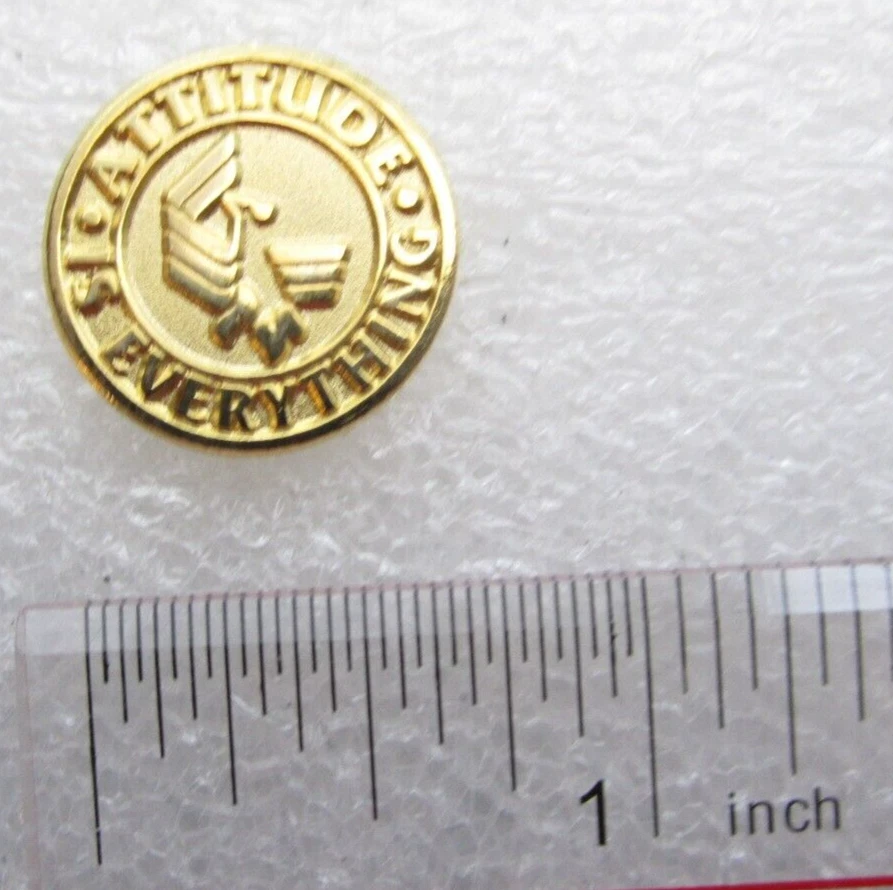 • ATTITUDE •
IS EVERYTHING
1 inch